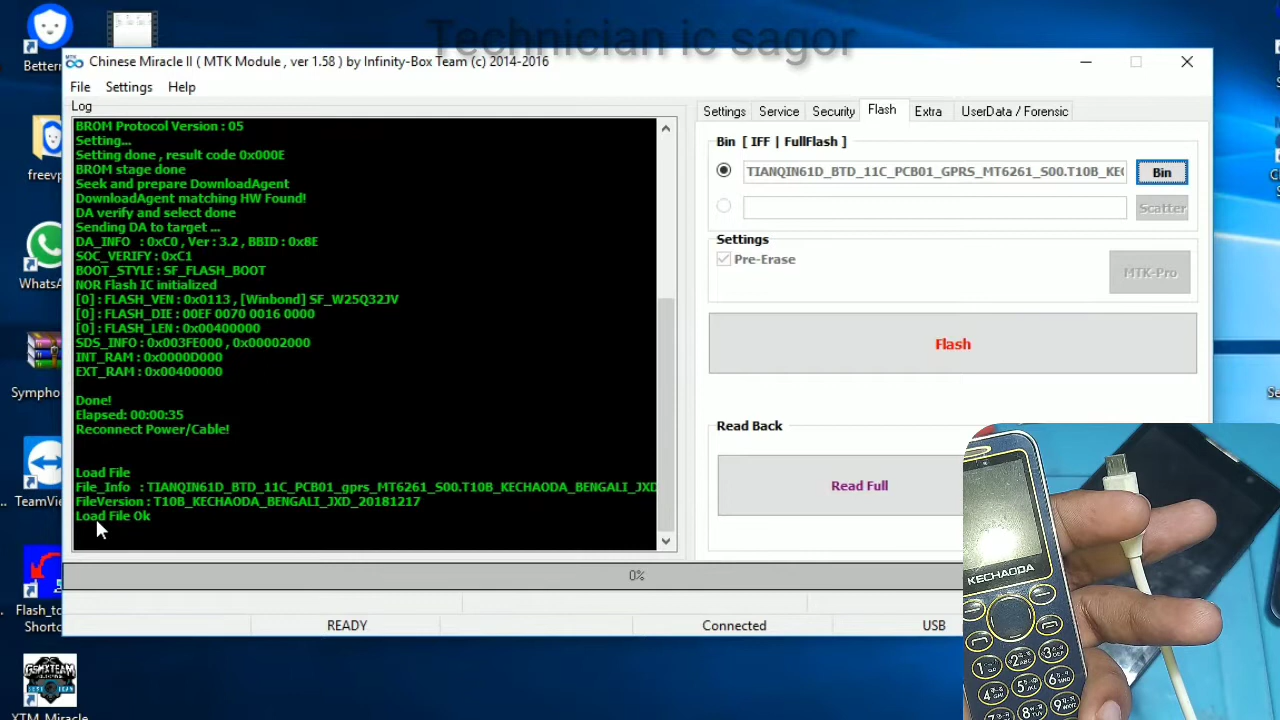 Technician ic sagor
Better
freevp
WhatsA
Sympho
TeamVie
Flash_to
Shortc
XTM_Miracle
Chinese Miracle II ( MTK Module , ver 1.58 ) by Infinity-Box Team (c) 2014-2016
File Settings Help
Log
BROM Protocol Version : 05
Setting...
Setting done , result code 0x000E
BROM stage done
Seek and prepare DownloadAgent
DownloadAgent matching HW Found!
DA verify and select done
Sending DA to target ...
DA_INFO : 0xC0 , Ver : 3.2 , BBID : 0x8E
SOC_VERIFY : 0xC1
BOOT_STYLE : SF_FLASH_BOOT
NOR Flash IC initialized
[0] : FLASH_VEN : 0x0113 , [Winbond] SF_W25Q32JV
[0] : FLASH_DIE : 00EF 0070 0016 0000
[0] : FLASH_LEN : 0x00400000
SDS_INFO : 0x003FE000 , 0x00002000
INT_RAM : 0x0000D000
EXT_RAM : 0x00400000
Done!
Elapsed: 00:00:35
Reconnect Power/Cable!
Load File
File_Info : TIANQIN61D_BTD_11C_PCB01_gprs_MT6261_S00.T10B_KECHAODA_BENGALI_JXD
FileVersion : T10B_KECHAODA_BENGALI_JXD_20181217
Load File Ok
Settings Service Security Flash Extra UserData / Forensic
Bin [ IFF | FullFlash ]
TIANQIN61D_BTD_11C_PCB01_GPRS_MT6261_S00.T10B_KEC Bin
Scatter
Settings
Pre-Erase
MTK-Pro
Flash
Read Back
Read Full
0%
READY Connected USB
KECHAODA